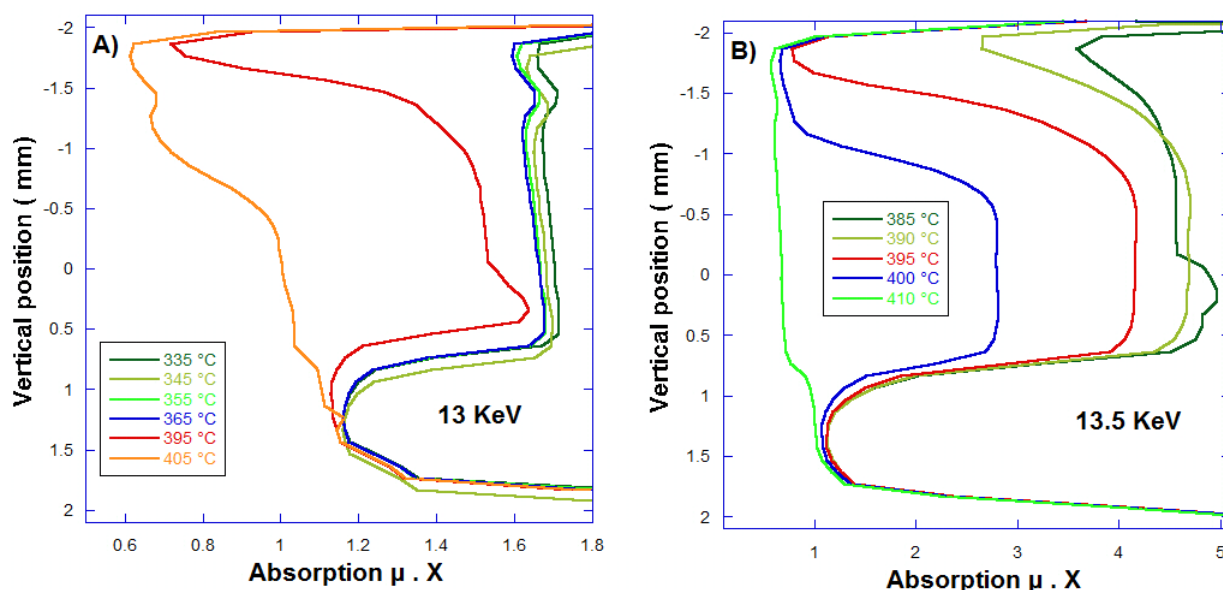 A)
-2
-1.5
-1
-0.5
0
0.5
1
1.5
2
Vertical position ( mm)
335 °C
345 °C
355 °C
365 °C
395 °C
405 °C
13 KeV
0.6 0.8 1 1.2 1.4 1.6 1.8
Absorption µ . X
B)
-2
-1.5
-1
-0.5
0
0.5
1
1.5
2
Vertical position ( mm)
385 °C
390 °C
395 °C
400 °C
410 °C
13.5 KeV
1 2 3 4 5
Absorption µ . X